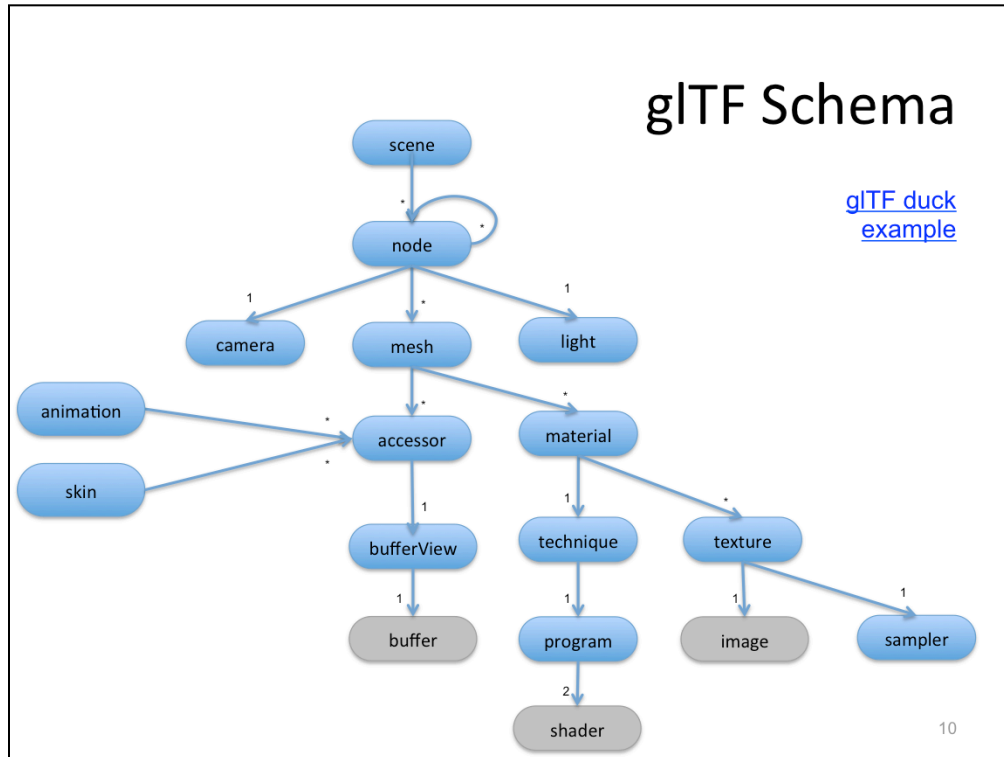 glTF Schema
scene
glTF duck
example
*
*
node
1
*
1
camera
mesh
light
animation
*
*
*
accessor
material
*
skin
1
1
*
bufferView
technique
texture
1
1
1
1
buffer
program
image
sampler
2
shader
10